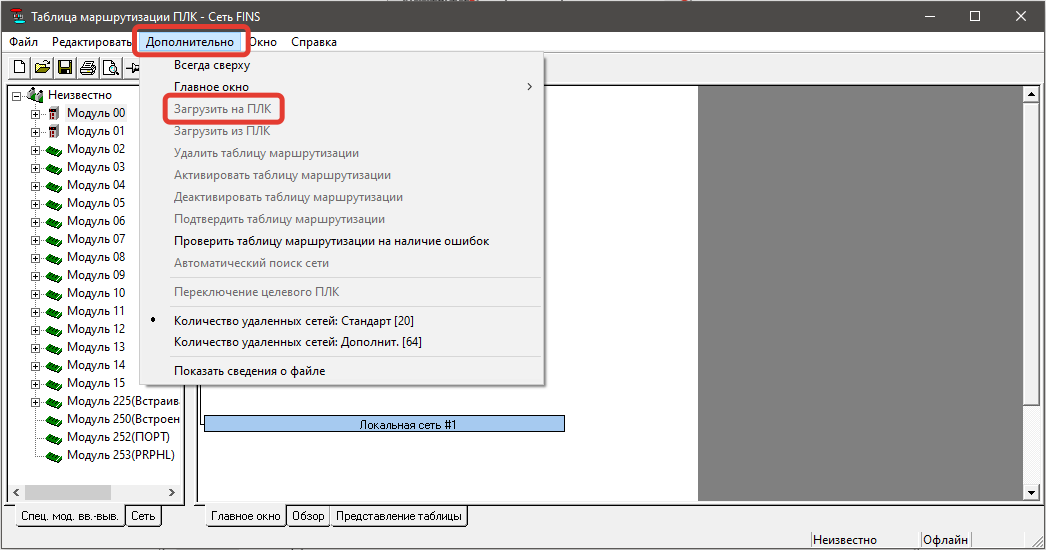 Таблица маршрутизации ПЛК - Сеть FINS
Файл Редактировать Дополнительно Окно Справка
Всегда сверху
Главное окно
Загрузить на ПЛК
Загрузить из ПЛК
Удалить таблицу маршрутизации
Активировать таблицу маршрутизации
Деактивировать таблицу маршрутизации
Подтвердить таблицу маршрутизации
Проверить таблицу маршрутизации на наличие ошибок
Автоматический поиск сети
Переключение целевого ПЛК
Количество удаленных сетей: Стандарт [20]
Количество удаленных сетей: Дополнит. [64]
Показать сведения о файле
Неизвестно
Модуль 00
Модуль 01
Модуль 02
Модуль 03
Модуль 04
Модуль 05
Модуль 06
Модуль 07
Модуль 08
Модуль 09
Модуль 10
Модуль 11
Модуль 12
Модуль 13
Модуль 14
Модуль 15
Модуль 225(Встраив
Модуль 250(Встроен
Модуль 252(ПОРТ)
Модуль 253(PRPHL)
Локальная сеть #1
Спец. мод. вв.-выв. Сеть
Главное окно Обзор Представление таблицы
Неизвестно Офлайн